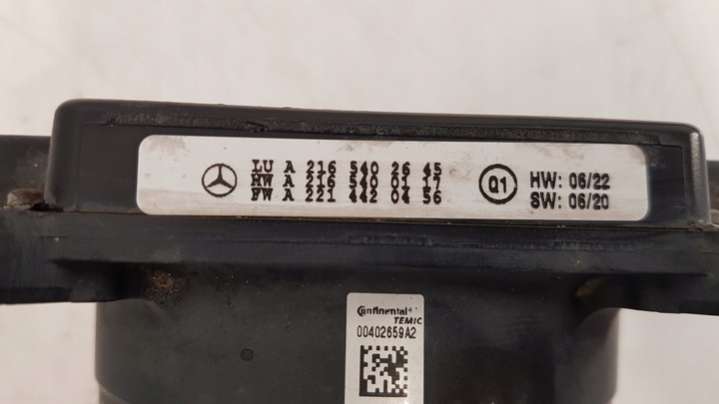 LU A 216 540 26 45
HW A 216 540 01 17
FW A 221 442 04 56
Q1
HW: 06/22
SW: 06/20
Continental
TEMIC
00402659A2